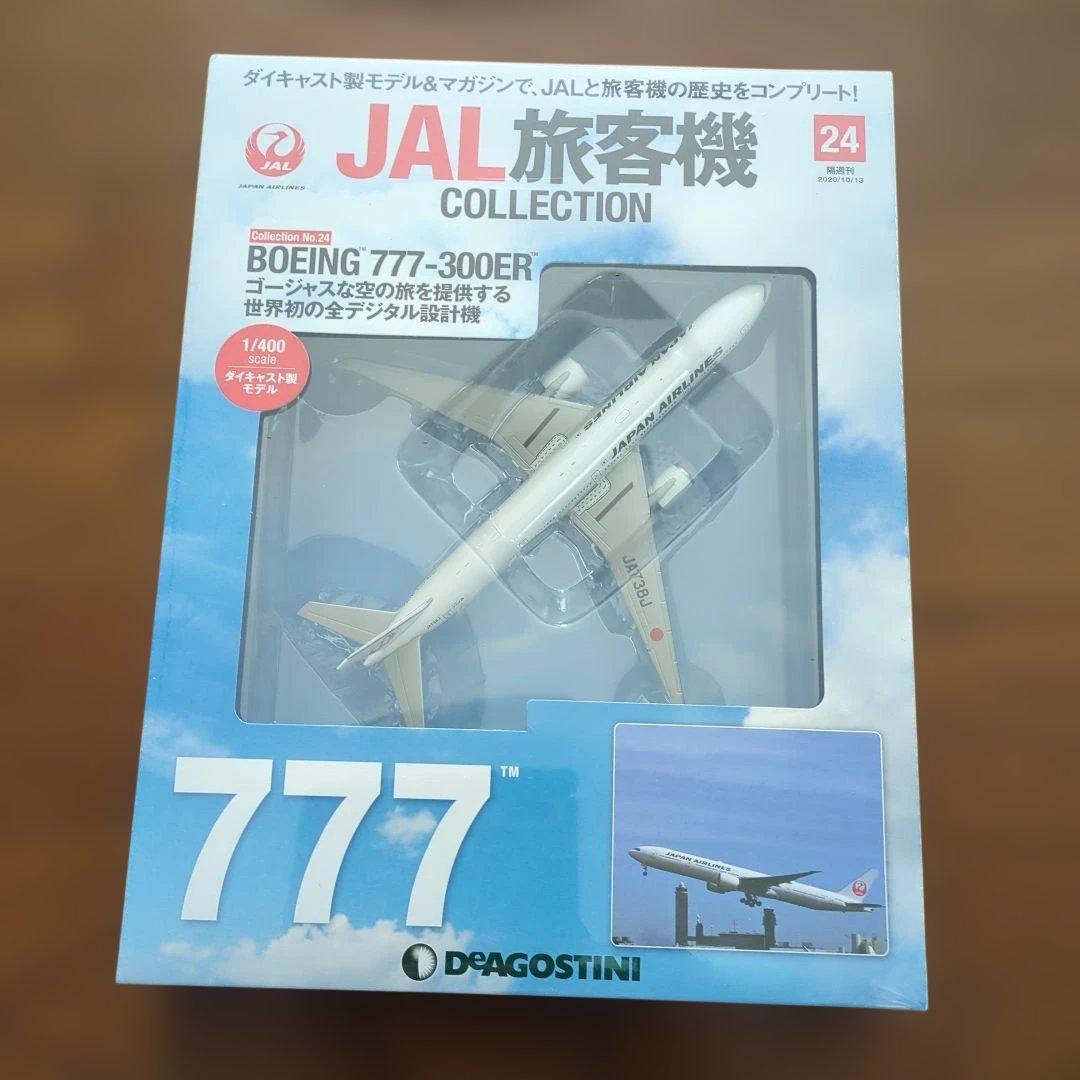 ダイキャスト製モデル&マガジンで、JALと旅客機の歴史をコンプリート!
JAL
JAPAN AIRLINES
JAL旅客機
COLLECTION
24
隔週刊
2020/10/13
Collection No.24
BOEING™ 777-300ER™
ゴージャスな空の旅を提供する
世界初の全デジタル設計機
1/400
scale
ダイキャスト製
モデル
JAPAN AIRLINES
JAPAN AIRLINES
JA738J
777™
JAPAN AIRLINES
DeAGOSTINI